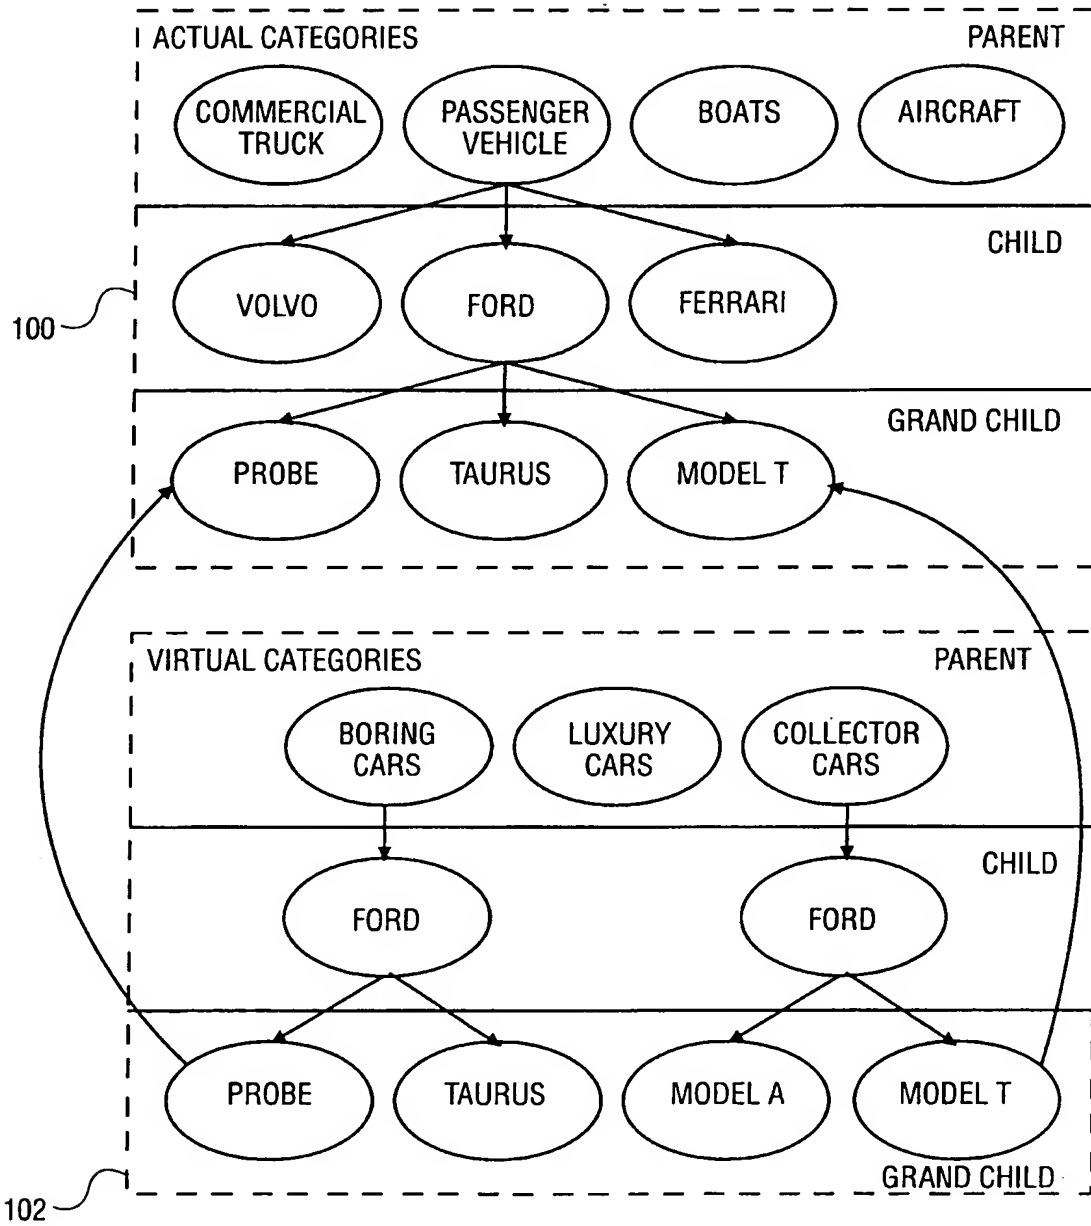 ACTUAL CATEGORIES PARENT
COMMERCIAL TRUCK
PASSENGER VEHICLE
BOATS
AIRCRAFT
CHILD
VOLVO
FORD
FERRARI
100
GRAND CHILD
PROBE
TAURUS
MODEL T
VIRTUAL CATEGORIES PARENT
BORING CARS
LUXURY CARS
COLLECTOR CARS
CHILD
FORD
FORD
PROBE
TAURUS
MODEL A
MODEL T
GRAND CHILD
102